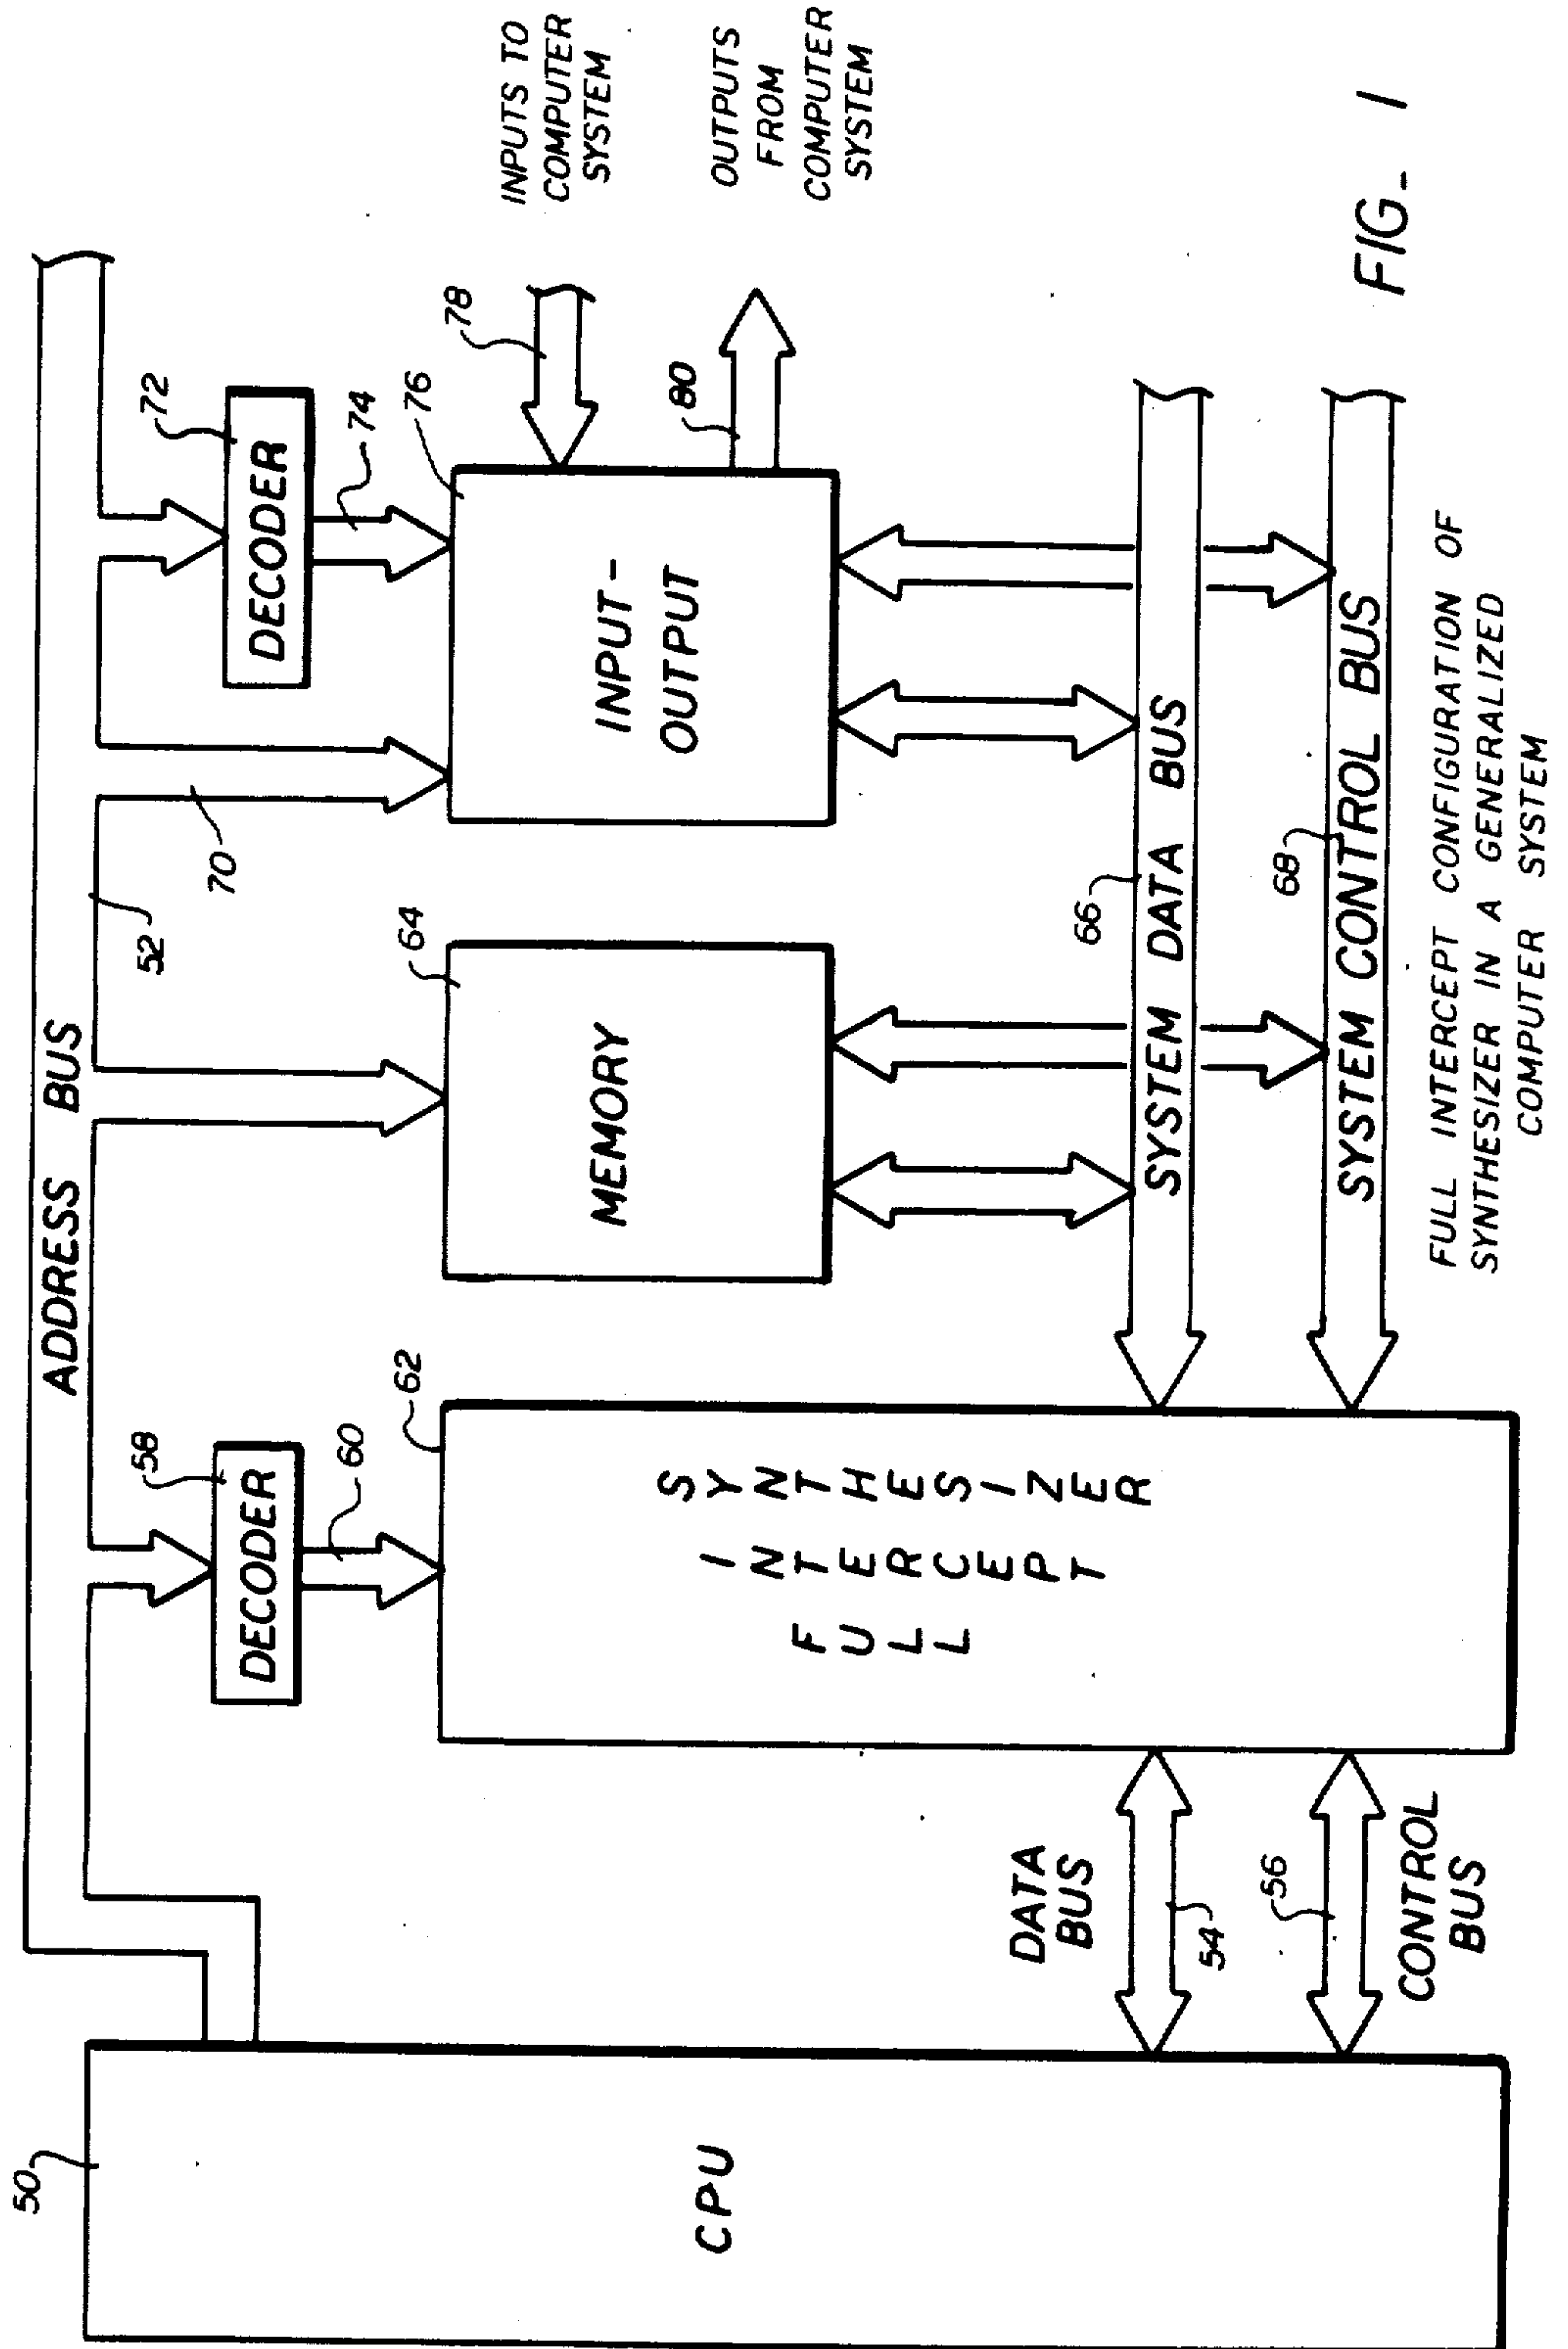 ADDRESS BUS
52
58
DECODER
60
72
DECODER
74
70
50
CPU
62
FULL
INTERCEPT
SYNTHESIZER
64
MEMORY
76
INPUT-
OUTPUT
78
INPUTS TO
COMPUTER
SYSTEM
80
OUTPUTS
FROM
COMPUTER
SYSTEM
DATA
BUS
54
56
CONTROL
BUS
66
SYSTEM DATA BUS
68
SYSTEM CONTROL BUS
FULL INTERCEPT CONFIGURATION OF
SYNTHESIZER IN A GENERALIZED
COMPUTER SYSTEM
FIG- 1